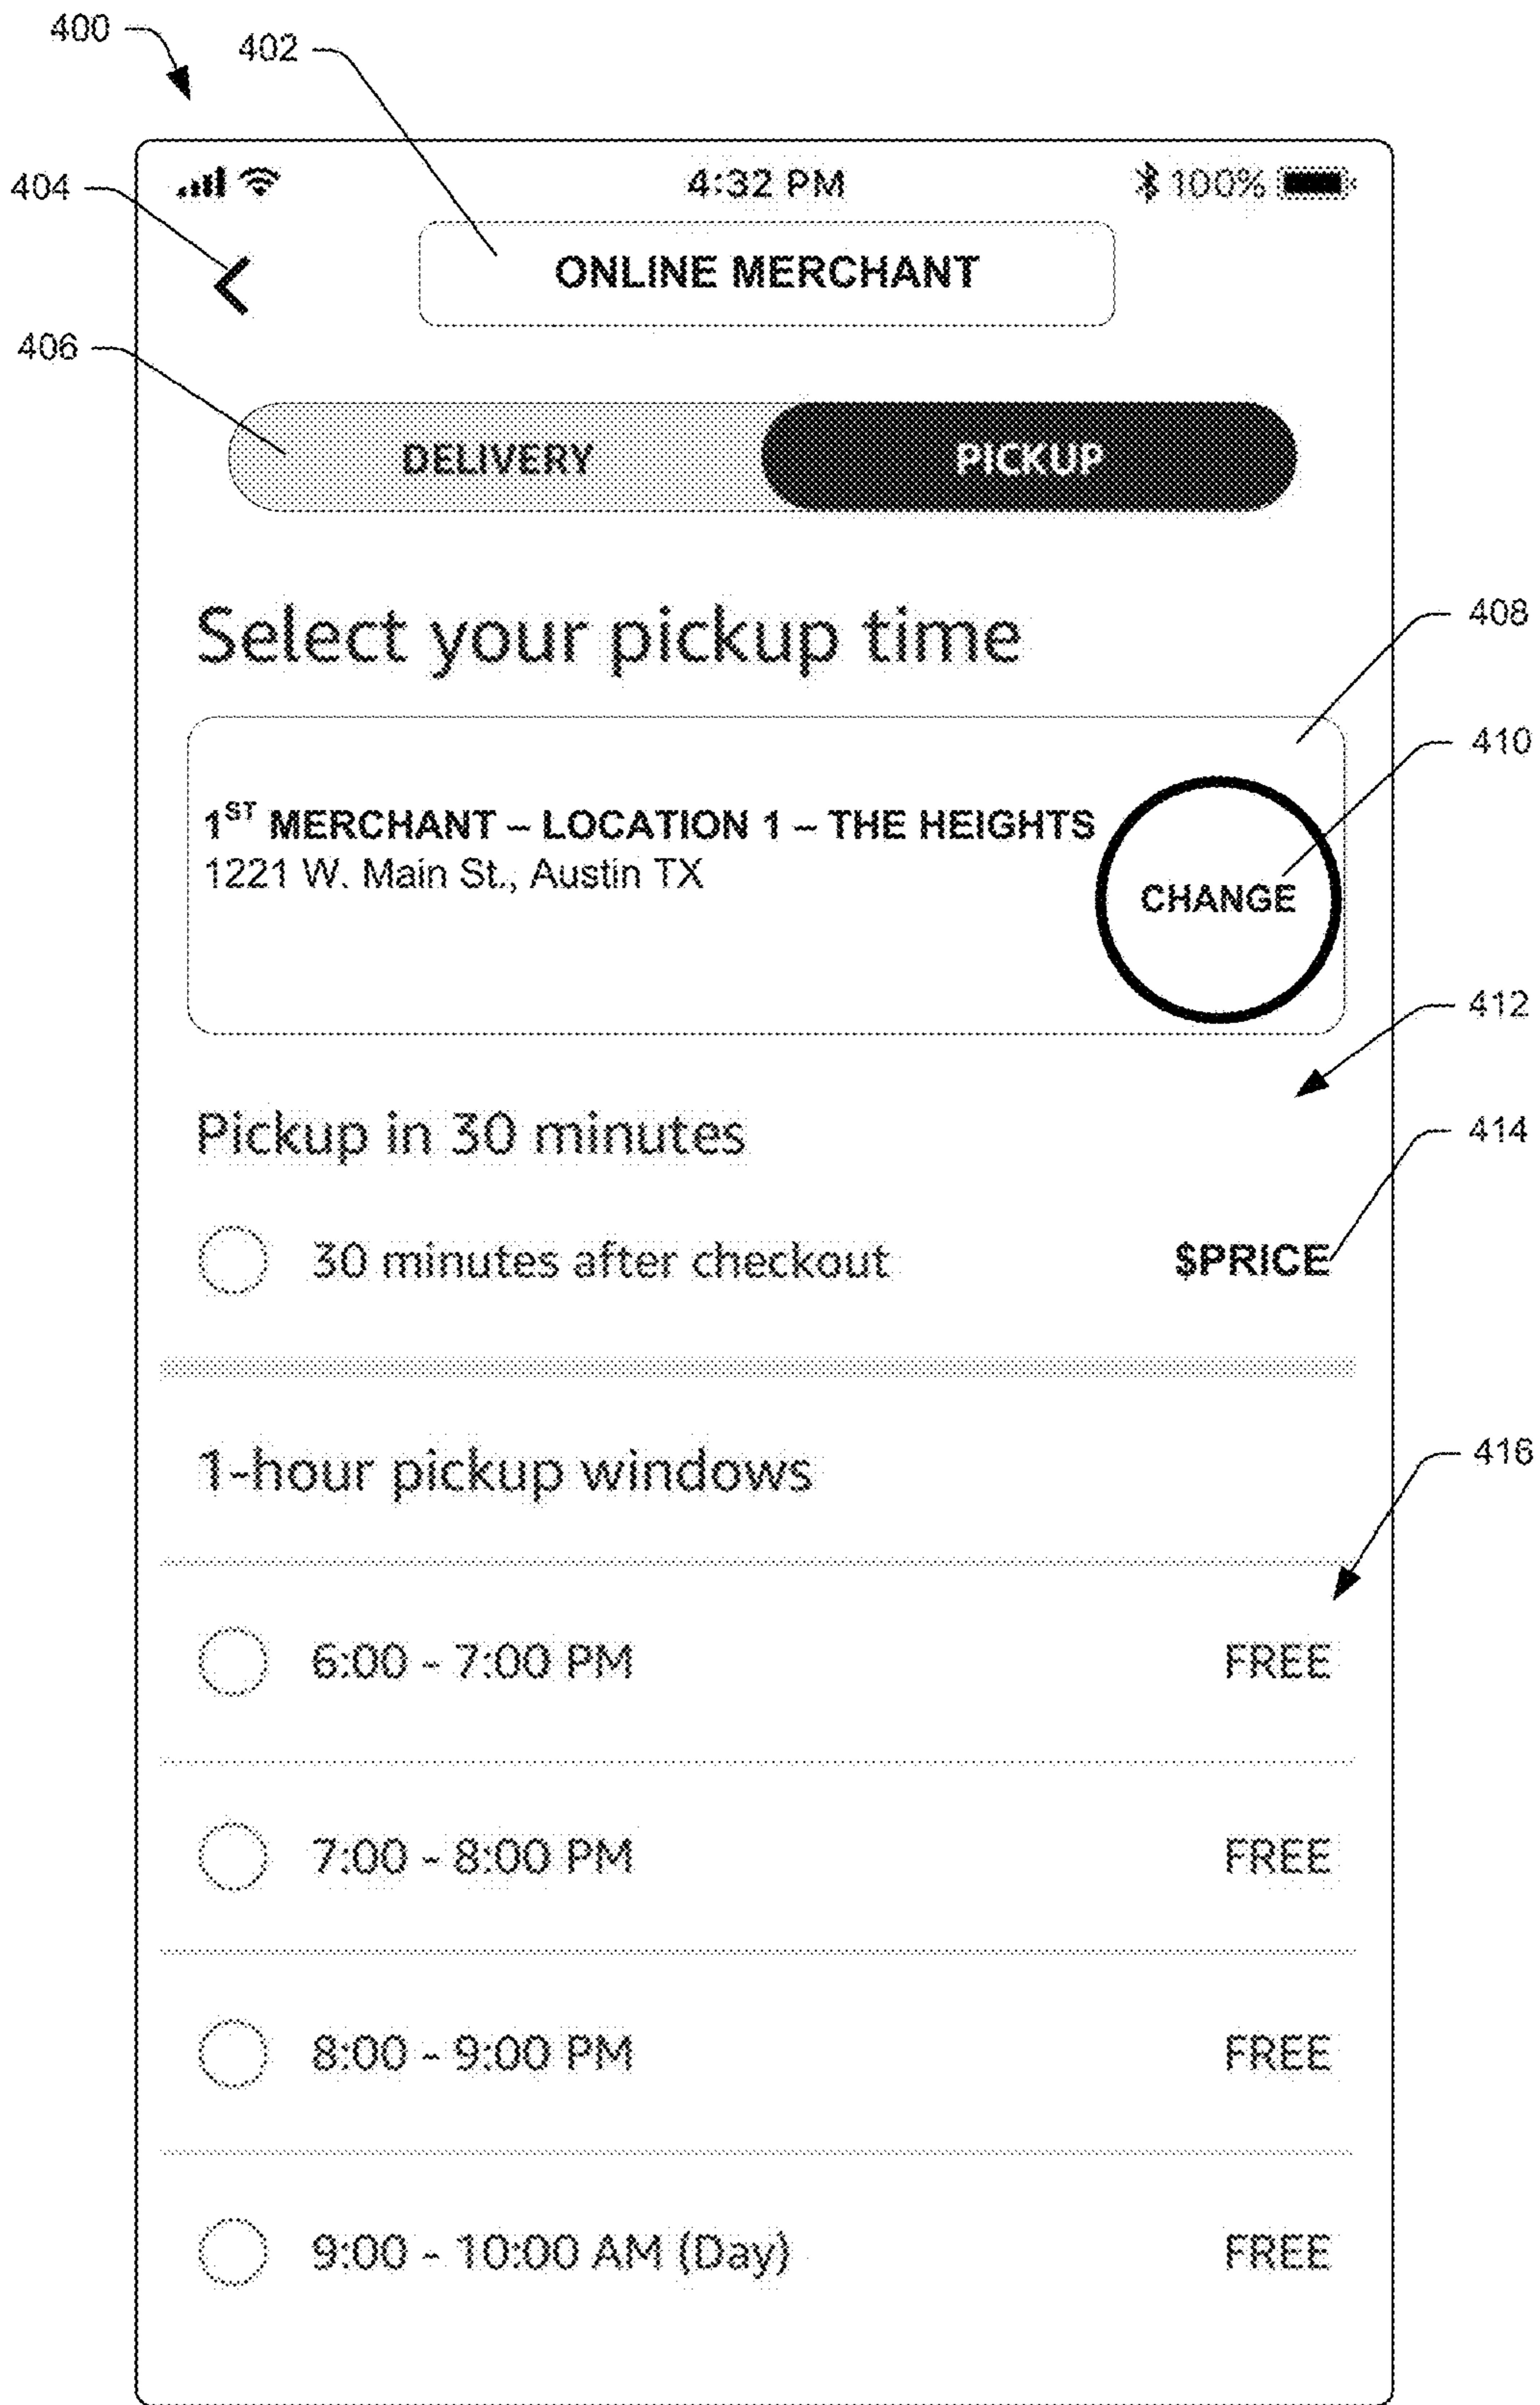 400
402
404
4:32 PM
100%
ONLINE MERCHANT
406
DELIVERY
PICKUP
Select your pickup time
408
410
1ST MERCHANT – LOCATION 1 – THE HEIGHTS
1221 W. Main St., Austin TX
CHANGE
412
Pickup in 30 minutes
414
30 minutes after checkout
$PRICE
1-hour pickup windows
416
6:00 - 7:00 PM
FREE
7:00 - 8:00 PM
FREE
8:00 - 9:00 PM
FREE
9:00 - 10:00 AM (Day)
FREE